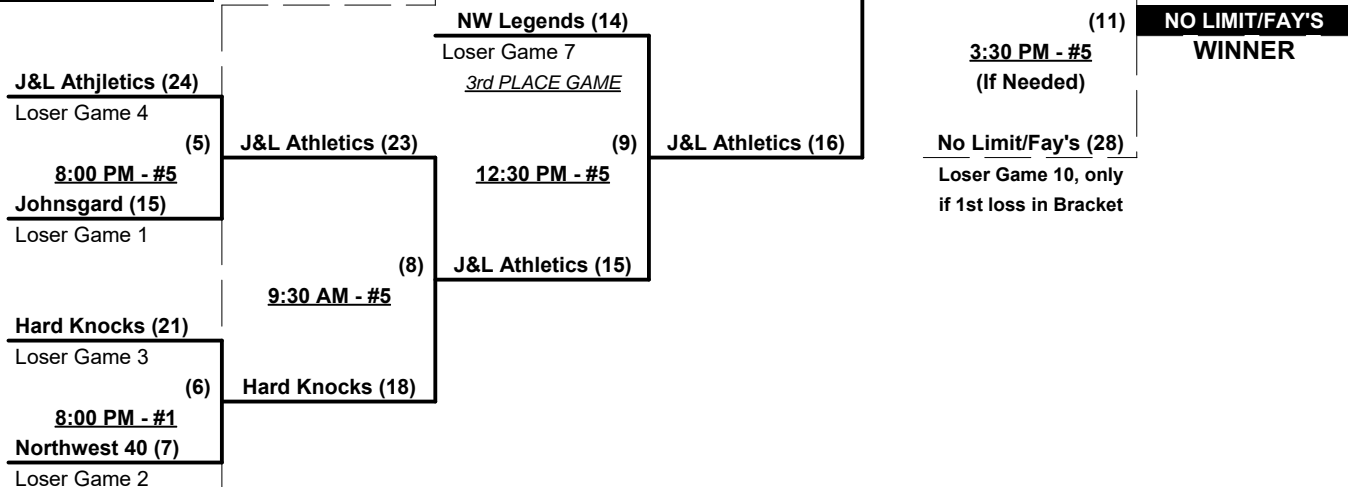 NW Legends (14)
Loser Game 7
3rd PLACE GAME
(11)
NO LIMIT/FAY'S
WINNER
3:30 PM - #5
(If Needed)
J&L Athjletics (24)
Loser Game 4
(5)
J&L Athletics (23)
(9)
J&L Athletics (16)
No Limit/Fay's (28)
8:00 PM - #5
12:30 PM - #5
Loser Game 10, only
if 1st loss in Bracket
Johnsgard (15)
Loser Game 1
(8)
J&L Athletics (15)
9:30 AM - #5
Hard Knocks (21)
Loser Game 3
(6)
Hard Knocks (18)
8:00 PM - #1
Northwest 40 (7)
Loser Game 2